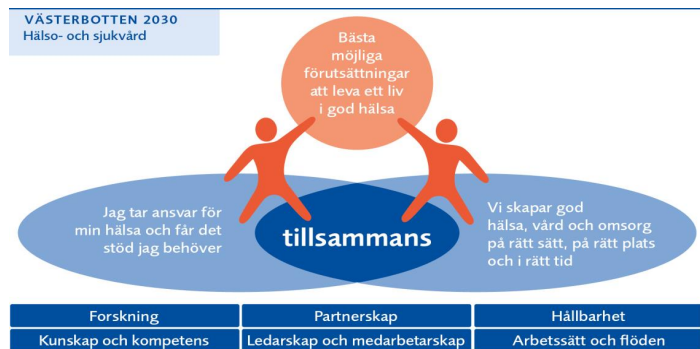 VÄSTERBOTTEN 2030
Hälso- och sjukvård
Bästa
möjliga
förutsättningar
att leva ett liv
i god hälsa
Jag tar ansvar för
min hälsa och får det
stöd jag behöver
tillsammans
Vi skapar god
hälsa, vård och omsorg
på rätt sätt, på rätt plats
och i rätt tid
Forskning
Partnerskap
Hållbarhet
Kunskap och kompetens
Ledarskap och medarbetarskap
Arbetssätt och flöden